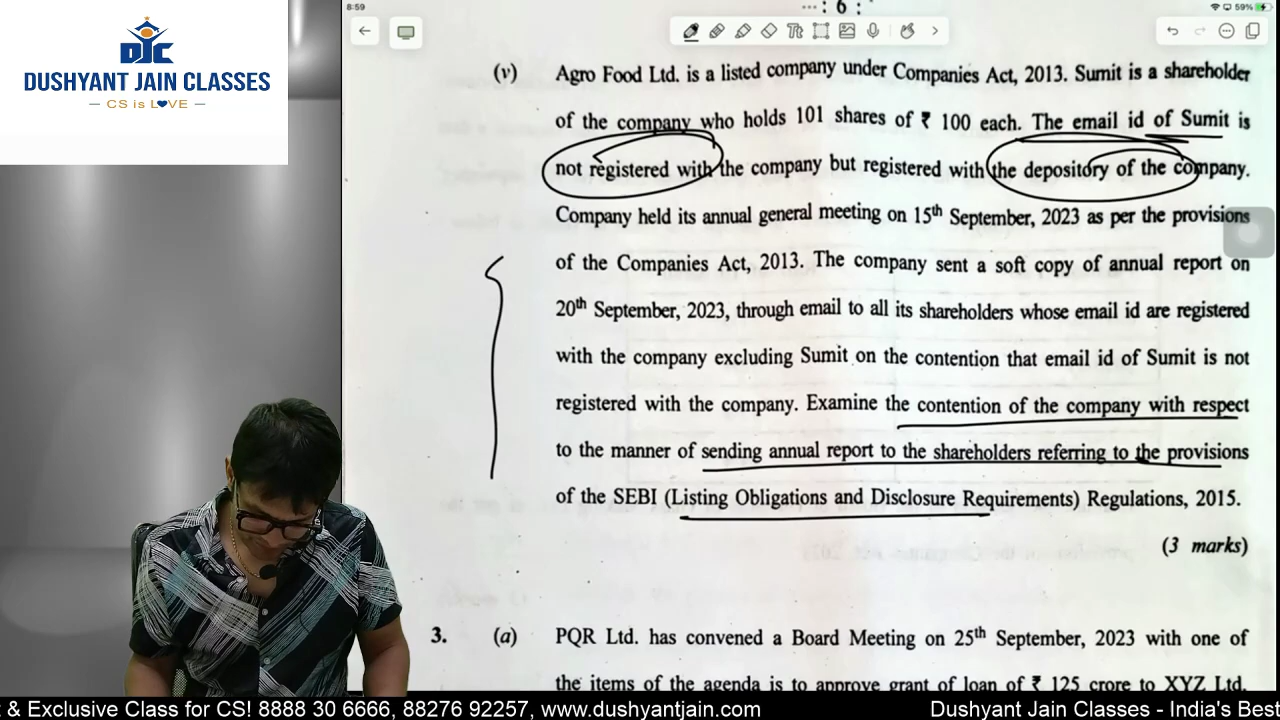 8:59
: 6 :
59%
DJC
DUSHYANT JAIN CLASSES
CS is LOVE
(v) Agro Food Ltd. is a listed company under Companies Act, 2013. Sumit is a shareholder
of the company who holds 101 shares of ₹ 100 each. The email id of Sumit is
not registered with the company but registered with the depository of the company.
Company held its annual general meeting on 15th September, 2023 as per the provisions
of the Companies Act, 2013. The company sent a soft copy of annual report on
20th September, 2023, through email to all its shareholders whose email id are registered
with the company excluding Sumit on the contention that email id of Sumit is not
registered with the company. Examine the contention of the company with respect
to the manner of sending annual report to the shareholders referring to the provisions
of the SEBI (Listing Obligations and Disclosure Requirements) Regulations, 2015.
(3 marks)
3. (a) PQR Ltd. has convened a Board Meeting on 25th September, 2023 with one of
the items of the agenda is to approve grant of loan of ₹ 125 crore to XYZ Ltd.
& Exclusive Class for CS! 8888 30 6666, 88276 92257, www.dushyantjain.com Dushyant Jain Classes - India's Best